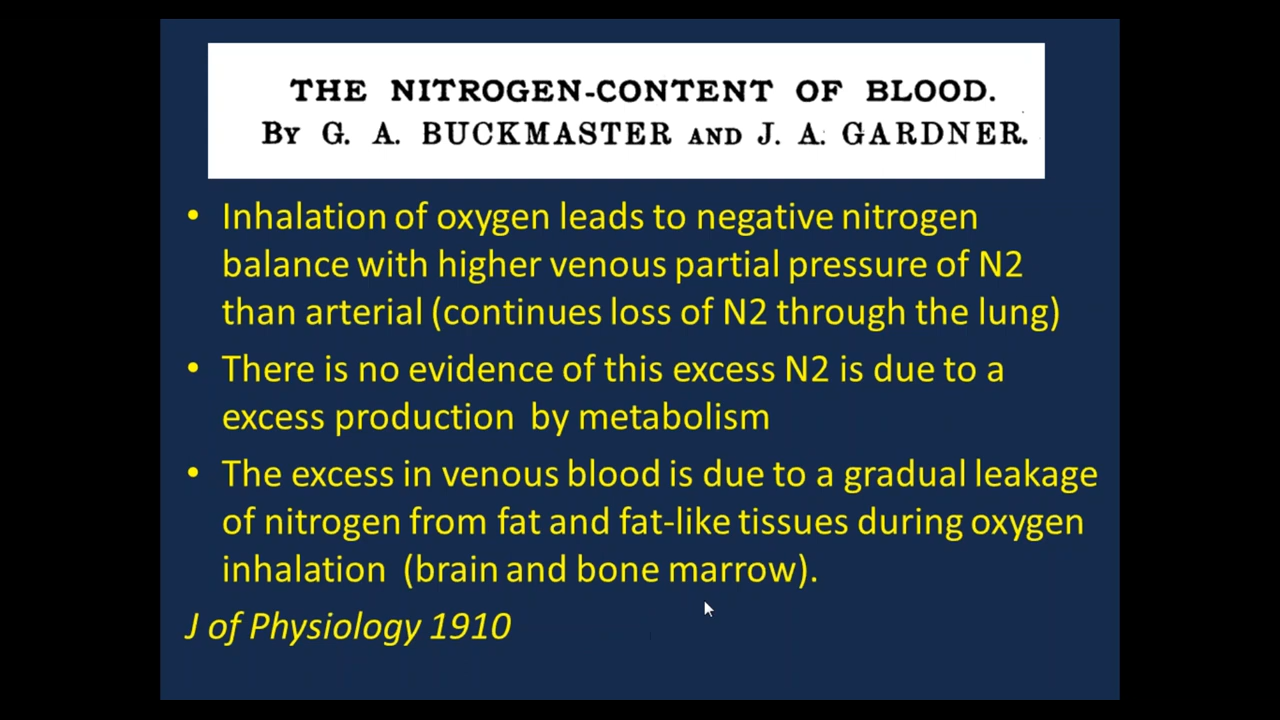 THE NITROGEN-CONTENT OF BLOOD.
By G. A. BUCKMASTER AND J. A. GARDNER.
• Inhalation of oxygen leads to negative nitrogen
balance with higher venous partial pressure of N2
than arterial (continues loss of N2 through the lung)
• There is no evidence of this excess N2 is due to a
excess production by metabolism
• The excess in venous blood is due to a gradual leakage
of nitrogen from fat and fat-like tissues during oxygen
inhalation (brain and bone marrow).
J of Physiology 1910